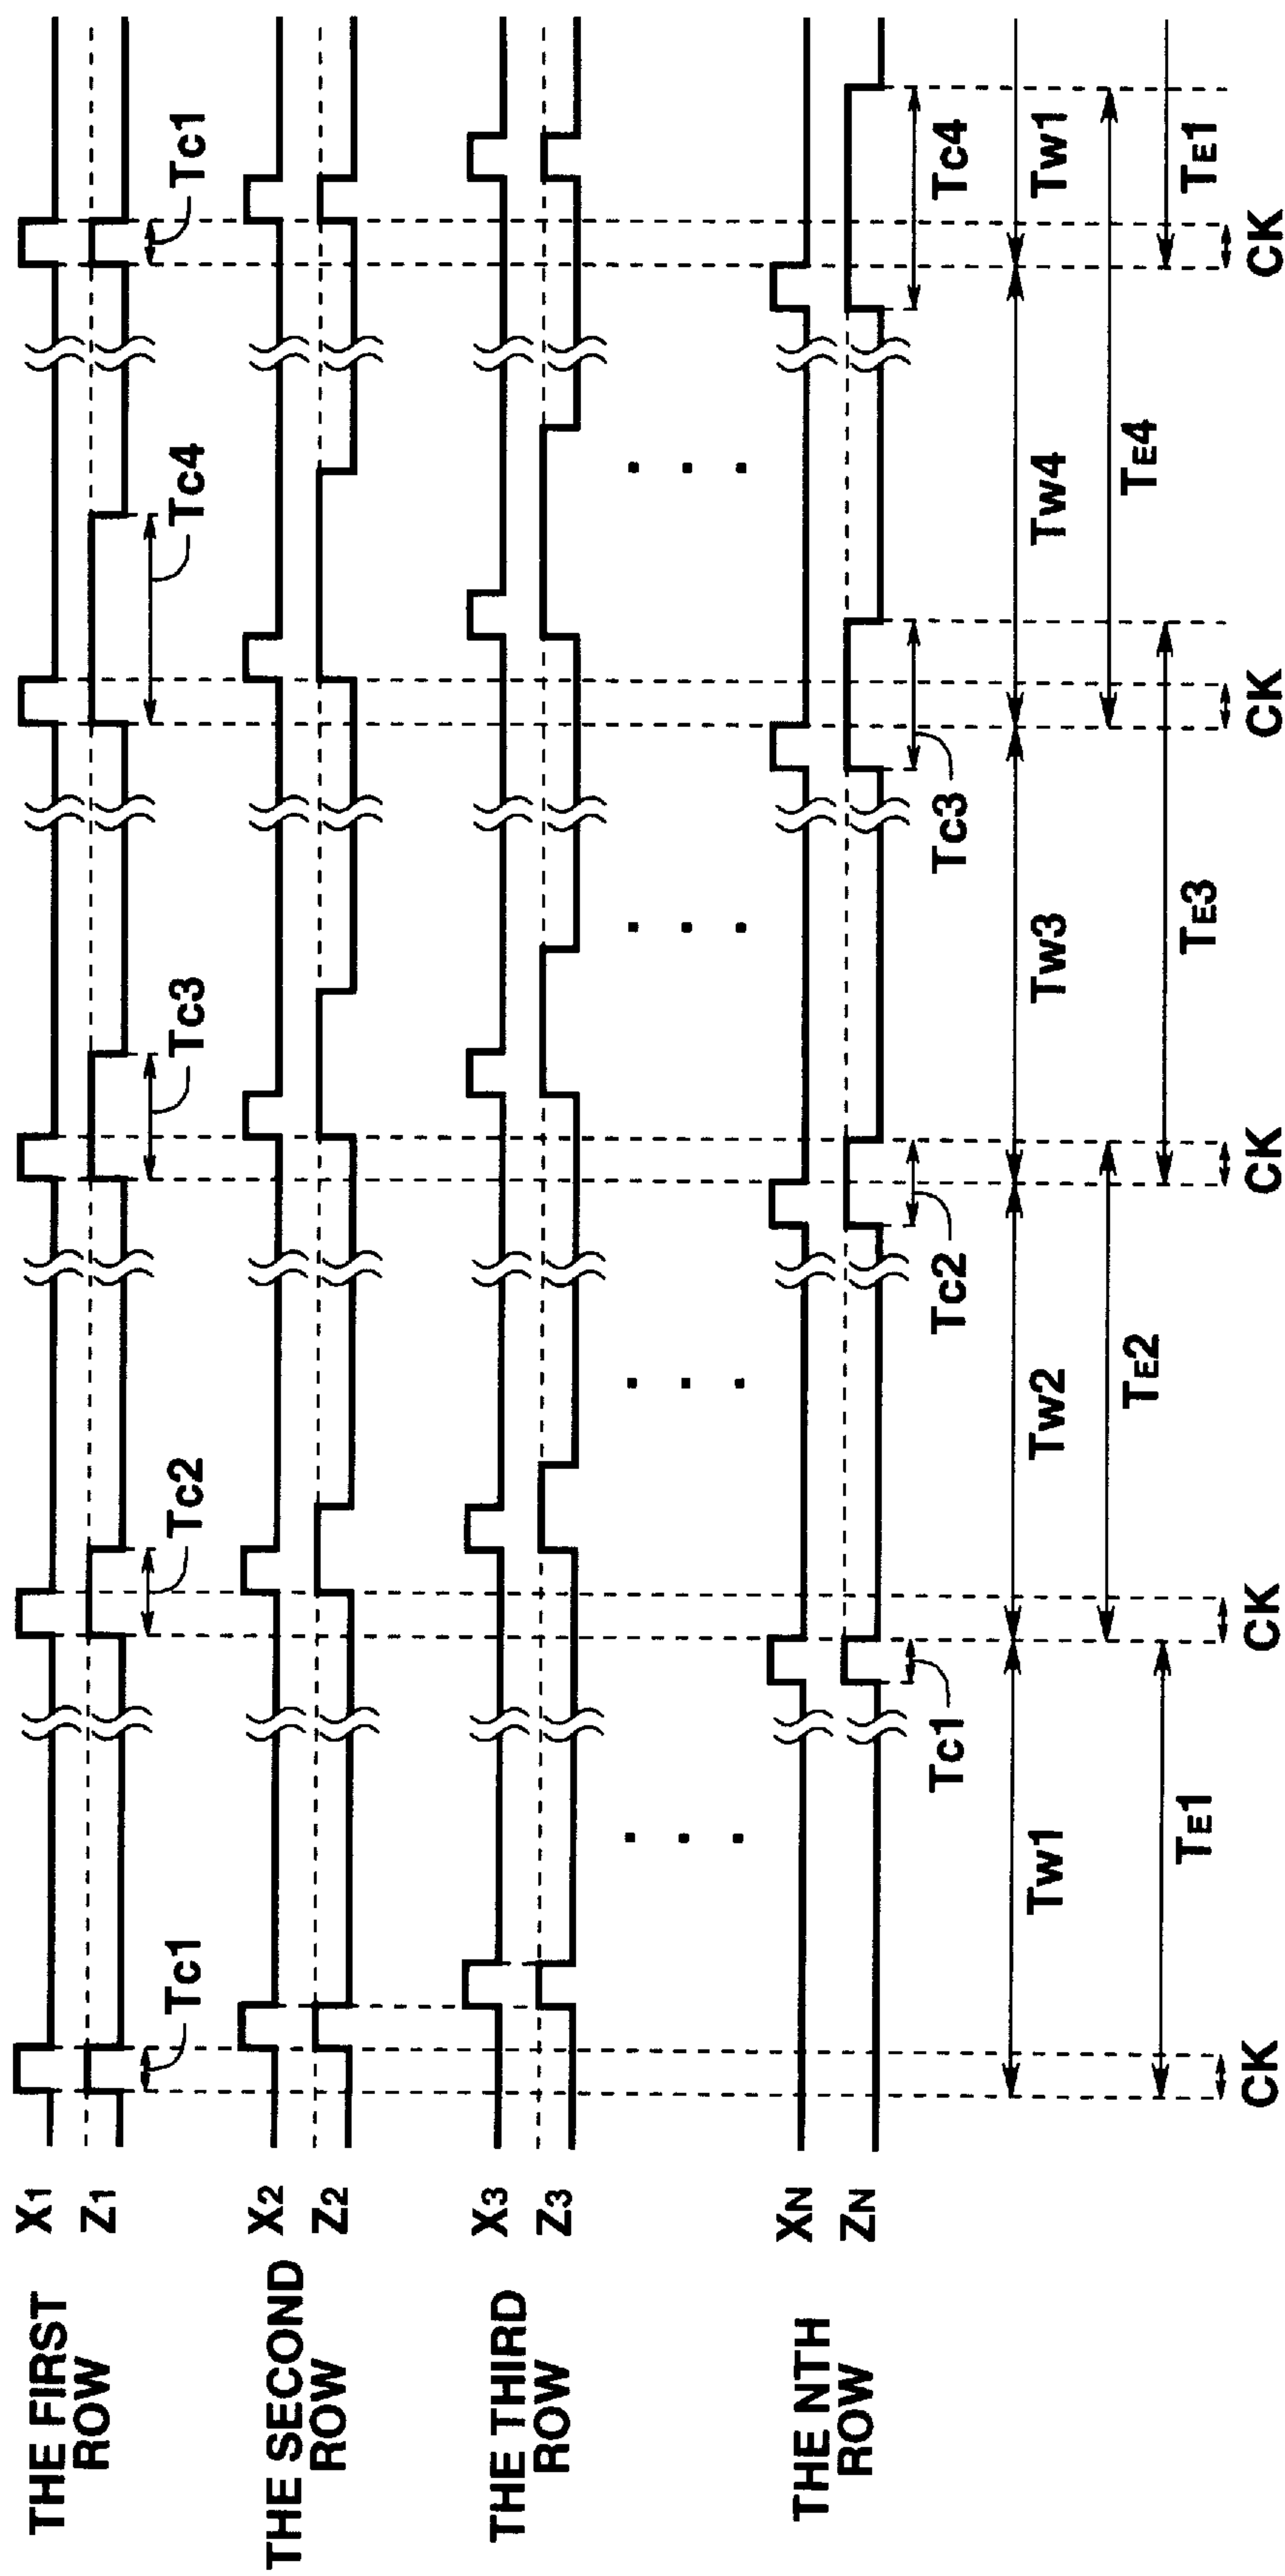 THE FIRST
ROW
X1
Z1
Tc1 Tc2 Tc3 Tc4 Tc1
THE SECOND
ROW
X2
Z2
THE THIRD
ROW
X3
Z3
. . . . . . . . . . . .
THE NTH
ROW
XN
ZN
Tc1 Tc2 Tc3 Tc4
Tw1 Tw2 Tw3 Tw4 Tw1
TE2 TE4
TE1 TE3 TE1
CK CK CK CK CK